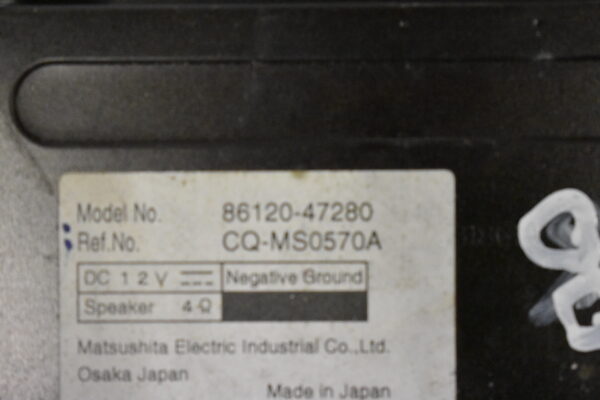 Model No. 86120-47280
Ref.No. CQ-MS0570A
DC 12V Negative Ground
Speaker 4Ω
Matsushita Electric Industrial Co.,Ltd.
Osaka Japan
Made in Japan